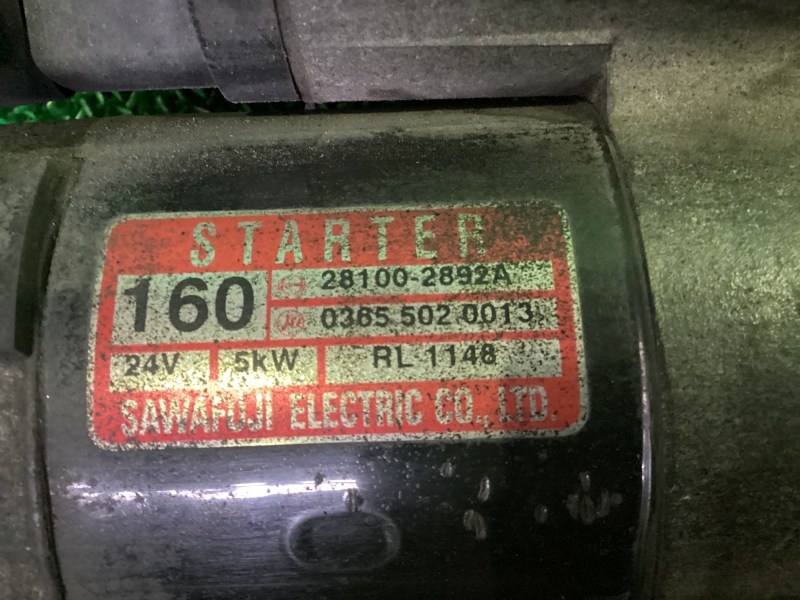 STARTER
160
28100-2892A
0365 502 0013
24V 5kW RL 1148
SAWAFUJI ELECTRIC CO., LTD.